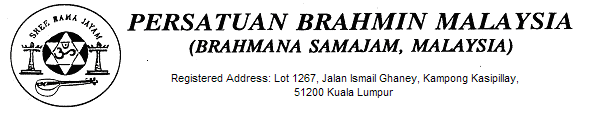 SHREE RAMA JAYAM
ॐ
PERSATUAN BRAHMIN MALAYSIA
(BRAHMANA SAMAJAM, MALAYSIA)
Registered Address: Lot 1267, Jalan Ismail Ghaney, Kampong Kasipillay,
51200 Kuala Lumpur